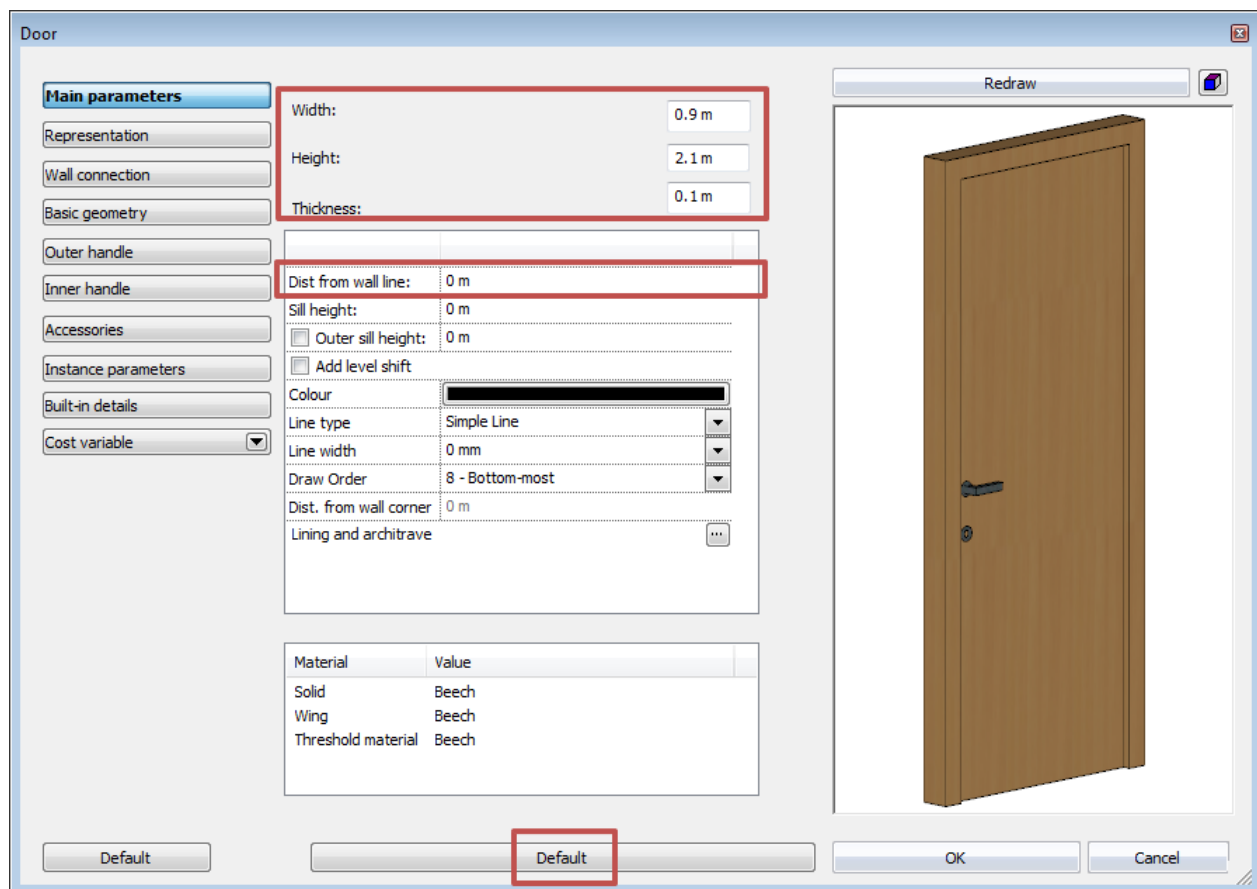 Door
Main parameters
Representation
Wall connection
Basic geometry
Outer handle
Inner handle
Accessories
Instance parameters
Built-in details
Cost variable
Width: 0.9 m
Height: 2.1 m
Thickness: 0.1 m
Dist from wall line: 0 m
Sill height: 0 m
Outer sill height: 0 m
Add level shift
Colour
Line type Simple Line
Line width 0 mm
Draw Order 8 - Bottom-most
Dist. from wall corner 0 m
Lining and architrave ...
Material Value
Solid Beech
Wing Beech
Threshold material Beech
Redraw
Default
Default
OK
Cancel